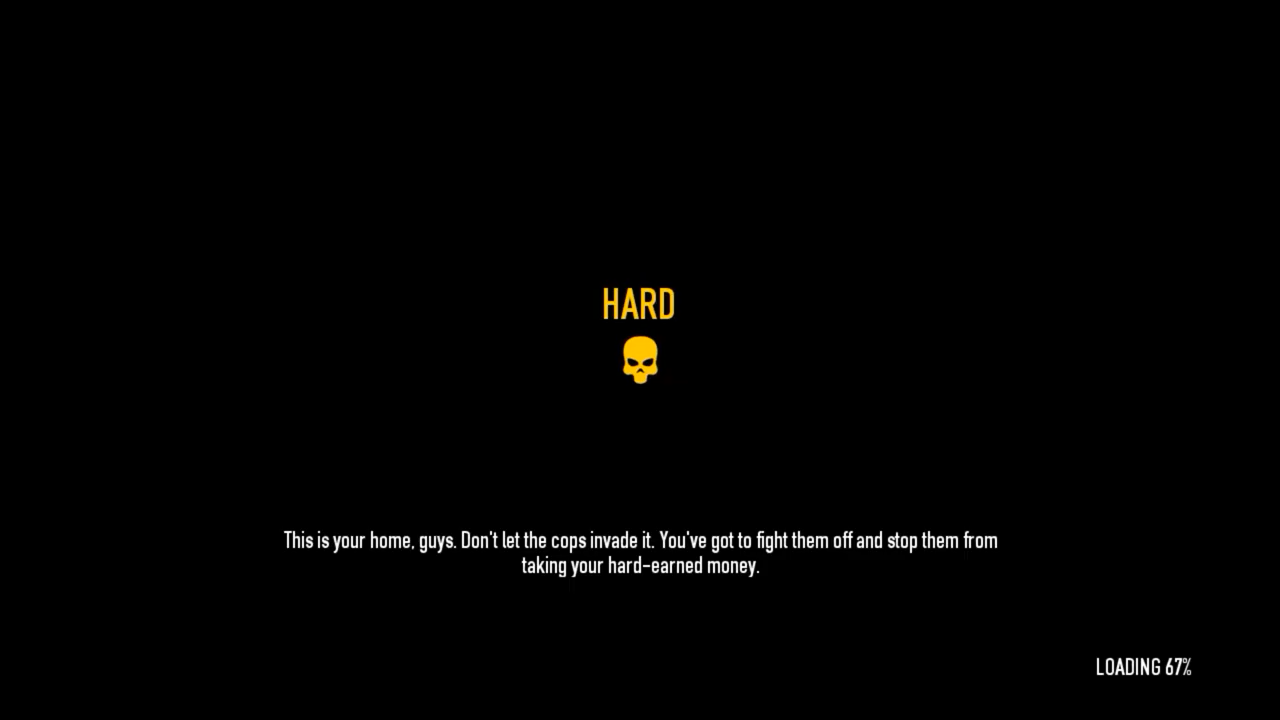 HARD
This is your home, guys. Don't let the cops invade it. You've got to fight them off and stop them from
taking your hard-earned money.
LOADING 67%